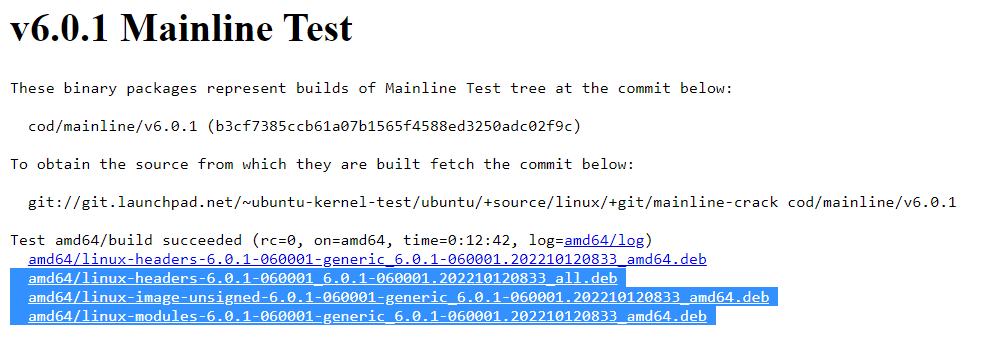 v6.0.1 Mainline Test
These binary packages represent builds of Mainline Test tree at the commit below:
cod/mainline/v6.0.1 (b3cf7385ccb61a07b1565f4588ed3250adc02f9c)
To obtain the source from which they are built fetch the commit below:
git://git.launchpad.net/~ubuntu-kernel-test/ubuntu/+source/linux/+git/mainline-crack cod/mainline/v6.0.1
Test amd64/build succeeded (rc=0, on=amd64, time=0:12:42, log=amd64/log)
amd64/linux-headers-6.0.1-060001-generic_6.0.1-060001.202210120833_amd64.deb
amd64/linux-headers-6.0.1-060001_6.0.1-060001.202210120833_all.deb
amd64/linux-image-unsigned-6.0.1-060001-generic_6.0.1-060001.202210120833_amd64.deb
amd64/linux-modules-6.0.1-060001-generic_6.0.1-060001.202210120833_amd64.deb